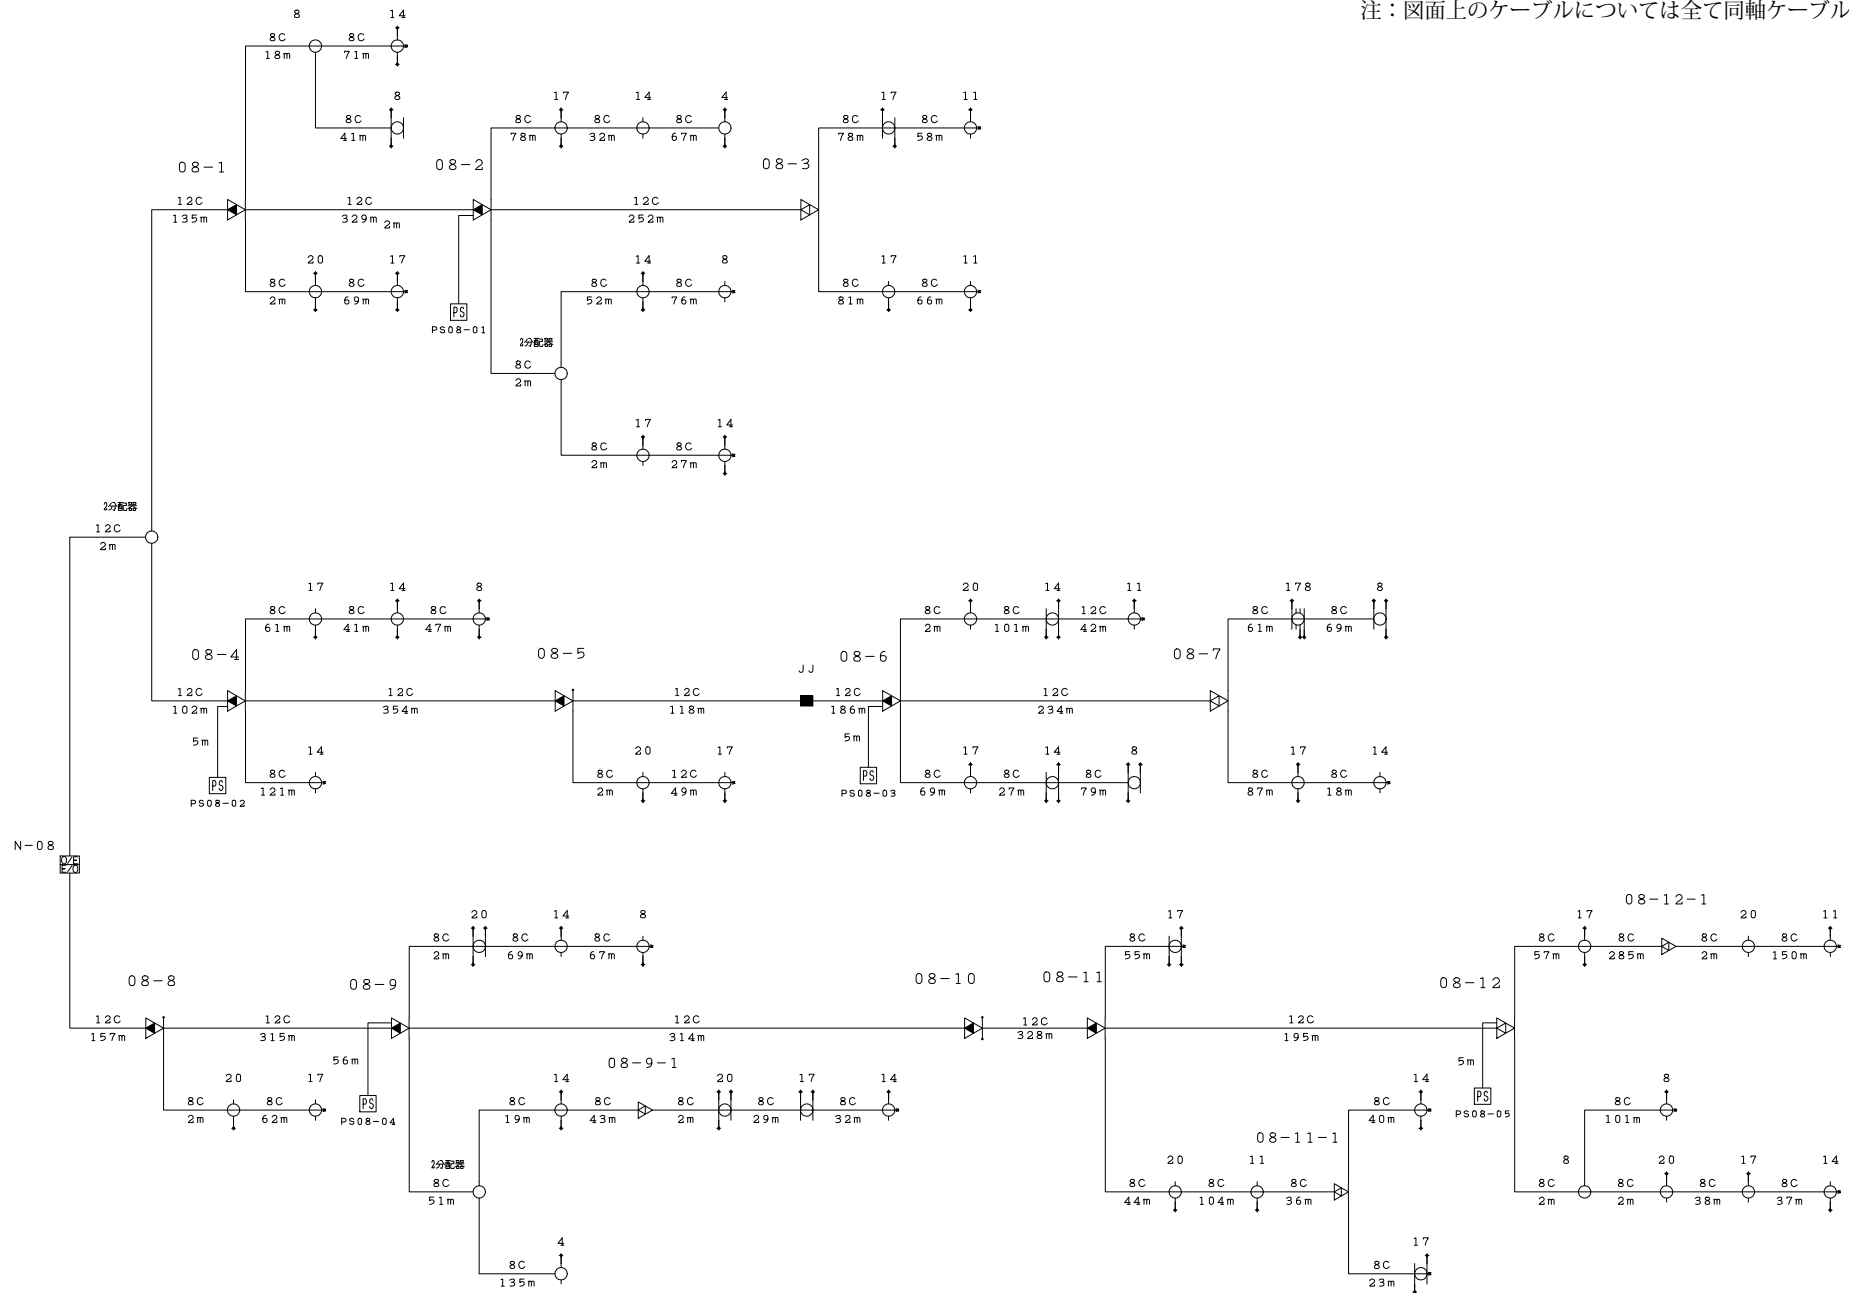 注：図面上のケーブルについては全て同軸ケーブル
8 14
8C 8C
18m 71m
8 17 14 4 17 11
8C 8C 8C 8C 8C 8C
41m 78m 32m 67m 78m 58m
08-1 08-2 08-3
12C 12C 12C
135m 329m 2m 252m
20 17 14 8 17 11
8C 8C 8C 8C 8C 8C
2m 69m 52m 76m 81m 66m
PS
PS08-01
2分配器
8C
2m
17 14
8C 8C
2m 27m
2分配器
12C
2m
17 14 8 20 14 11 17 8 8
8C 8C 8C 8C 8C 12C 8C 8C
61m 41m 47m 2m 101m 42m 61m 69m
08-4 08-5 JJ 08-6 08-7
12C 12C 12C 12C 12C
102m 354m 118m 186m 234m
5m 5m
14 20 17 17 14 8 17 14
8C 8C 12C 8C 8C 8C 8C 8C
121m 2m 49m 69m 27m 79m 87m 18m
PS PS
PS08-02 PS08-03
N-08
O/E
E/O
08-12-1
20 14 8 17 17 20 11
8C 8C 8C 8C 8C 8C 8C 8C
2m 69m 67m 55m 57m 285m 2m 150m
08-8 08-9 08-10 08-11 08-12
12C 12C 12C 12C 12C
157m 315m 314m 328m 195m
56m 08-9-1 5m
20 17 14 20 17 14 14 8
8C 8C 8C 8C 8C 8C 8C 8C 8C
2m 62m 19m 43m 2m 29m 32m 40m 101m
PS PS
PS08-04 PS08-05
08-11-1
2分配器 20 11 8 20 17 14
8C 8C 8C 8C 8C 8C 8C 8C
51m 44m 104m 36m 2m 2m 38m 37m
4 17
8C 8C
135m 23m